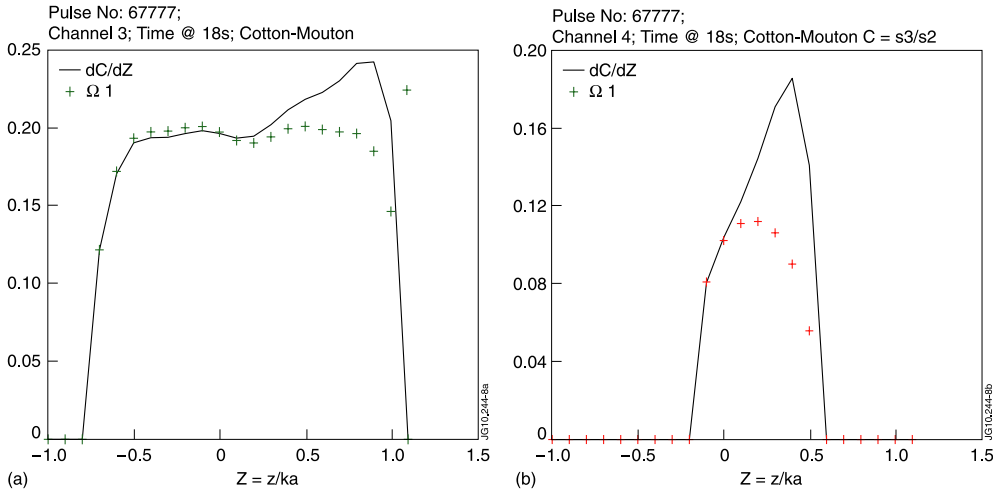 Pulse No: 67777;
Channel 3; Time @ 18s; Cotton-Mouton
0.25
0.20
0.15
0.10
0.05
0
dC/dZ
Ω 1
-1.0
-0.5
0
0.5
1.0
1.5
Z = z/ka
(a)
JG10.244-8a
Pulse No: 67777;
Channel 4; Time @ 18s; Cotton-Mouton C = s3/s2
0.20
0.16
0.12
0.08
0.04
0
dC/dZ
Ω 1
-1.0
-0.5
0
0.5
1.0
1.5
Z = z/ka
(b)
JG10.244-8b